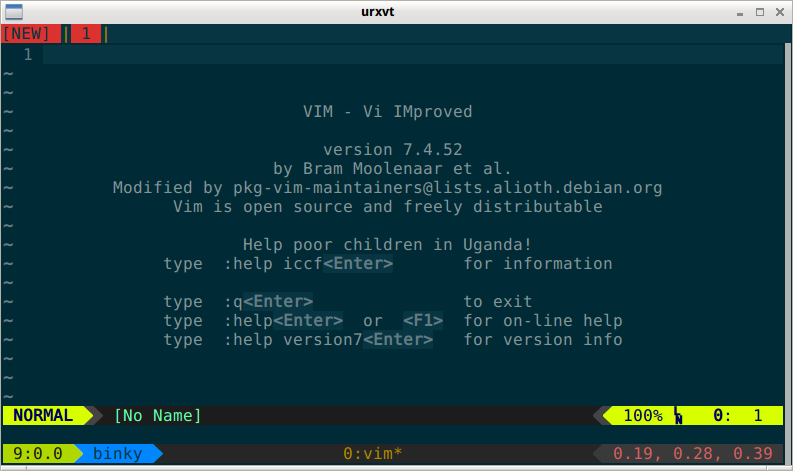 urxvt
[NEW] | 1 |
1
~
~
~ VIM - Vi IMproved
~
~ version 7.4.52
~ by Bram Moolenaar et al.
~ Modified by pkg-vim-maintainers@lists.alioth.debian.org
~ Vim is open source and freely distributable
~
~ Help poor children in Uganda!
~ type :help iccf<Enter> for information
~
~ type :q<Enter> to exit
~ type :help<Enter> or <F1> for on-line help
~ type :help version7<Enter> for version info
~
~
~
NORMAL [No Name] 100% LN 0: 1
9:0.0 binky 0:vim* 0.19, 0.28, 0.39